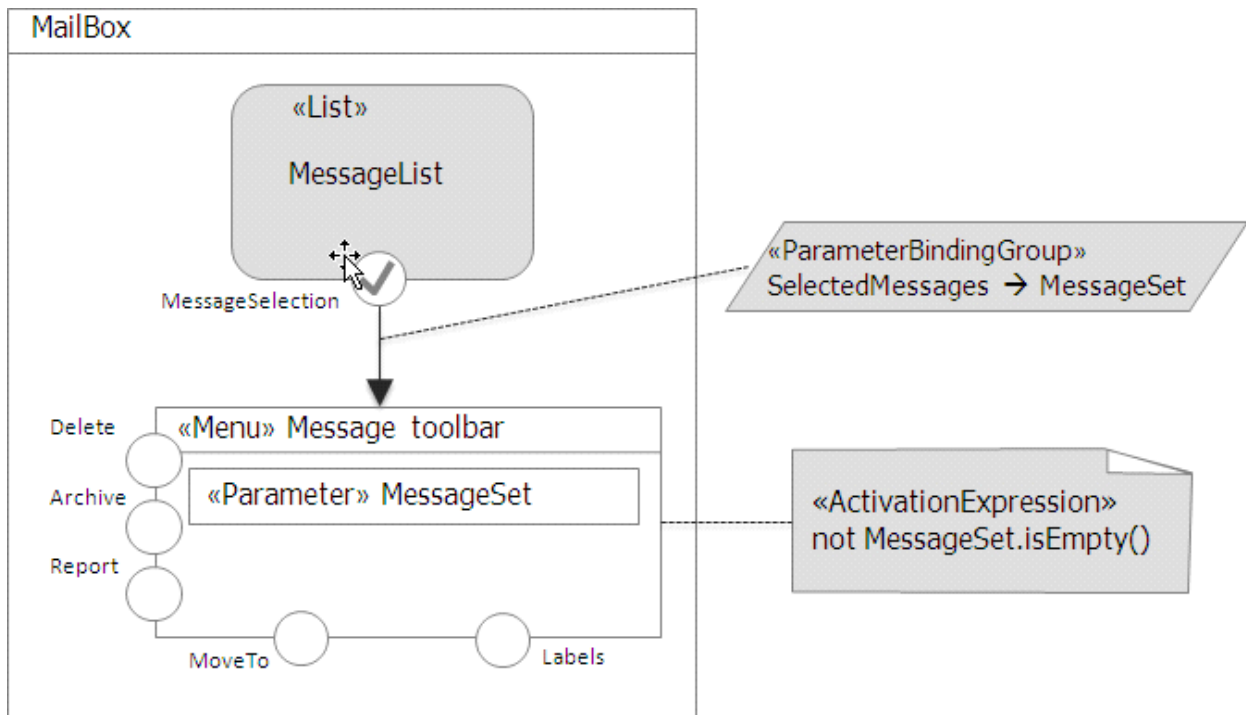 MailBox
«List»
MessageList
MessageSelection
«ParameterBindingGroup»
SelectedMessages → MessageSet
Delete
«Menu» Message toolbar
Archive
«Parameter» MessageSet
Report
MoveTo
Labels
«ActivationExpression»
not MessageSet.isEmpty()